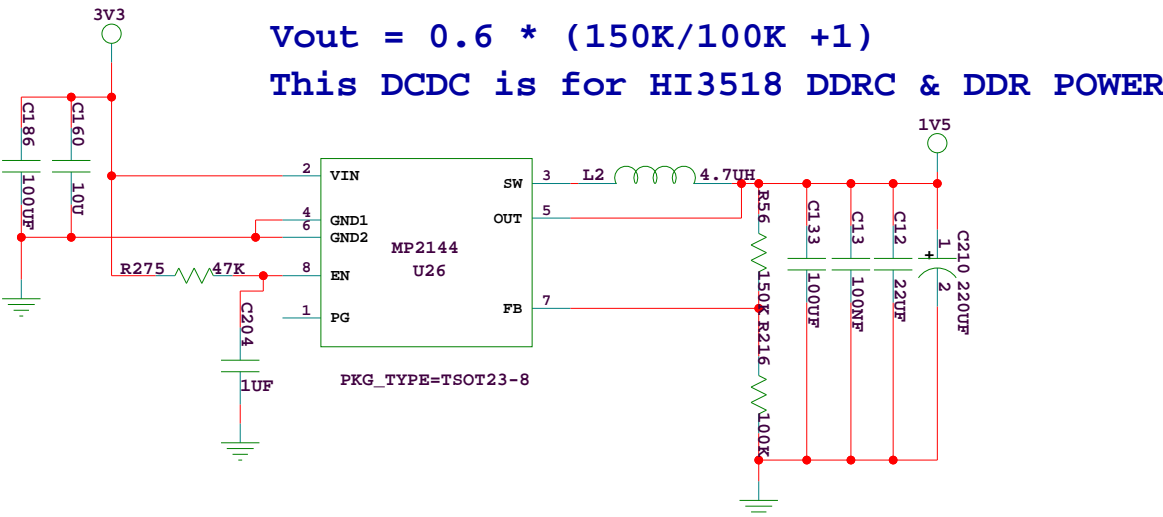 3V3
Vout = 0.6 * (150K/100K +1)
This DCDC is for HI3518 DDRC & DDR POWER
1V5
C186
100UF
C160
10U
2
VIN
4
GND1
6
GND2
R275
47K
8
EN
1
PG
C204
1UF
MP2144
U26
PKG_TYPE=TSOT23-8
SW
3
L2
4.7UH
OUT
5
FB
7
R56
150K
R216
100K
C133
100UF
C13
100NF
C12
22UF
1
+
2
C210
220UF